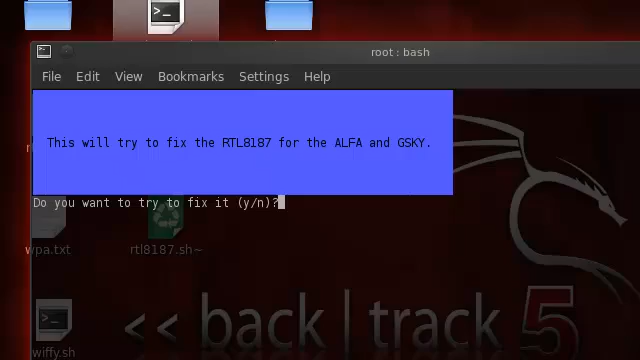 root : bash
File Edit View Bookmarks Settings Help
This will try to fix the RTL8187 for the ALFA and GSKY.
Do you want to try to fix it (y/n)?
wpa.txt
rtl8187.sh~
<< back | track 5
wiffy.sh